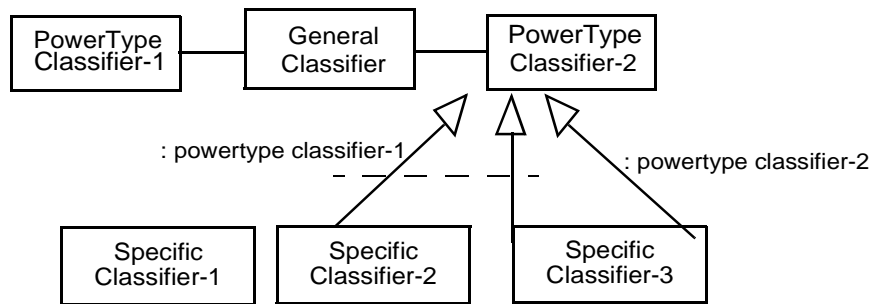 PowerType
Classifier-1
General
Classifier
PowerType
Classifier-2
: powertype classifier-1
: powertype classifier-2
Specific
Classifier-1
Specific
Classifier-2
Specific
Classifier-3